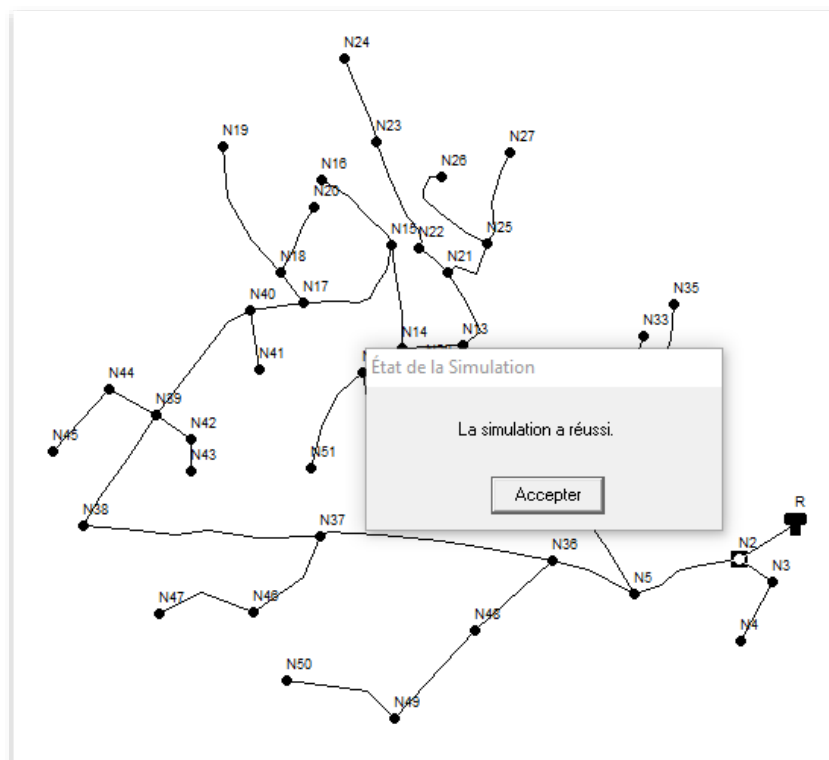 N24
N19
N23
N27
N16
N26
N20
N15
N22
N25
N18
N21
N17
N40
N35
N33
N14
N13
N41
État de la Simulation
N44
N39
N42
La simulation a réussi.
N45
N43
N51
Accepter
R
N38
N37
N2
N36
N3
N5
N47
N46
N48
N4
N50
N49